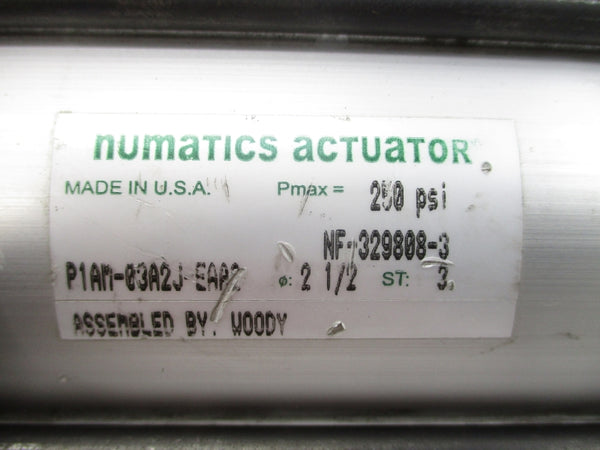 numatics actuator
MADE IN U.S.A. Pmax = 250 psi
NF-329808-3
P1AM-03A2J-EAA2 ø: 2 1/2 ST: 3.
ASSEMBLED BY: WOODY